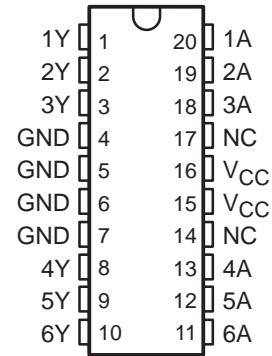 1Y 1 20 1A
2Y 2 19 2A
3Y 3 18 3A
GND 4 17 NC
GND 5 16 VCC
GND 6 15 VCC
GND 7 14 NC
4Y 8 13 4A
5Y 9 12 5A
6Y 10 11 6A